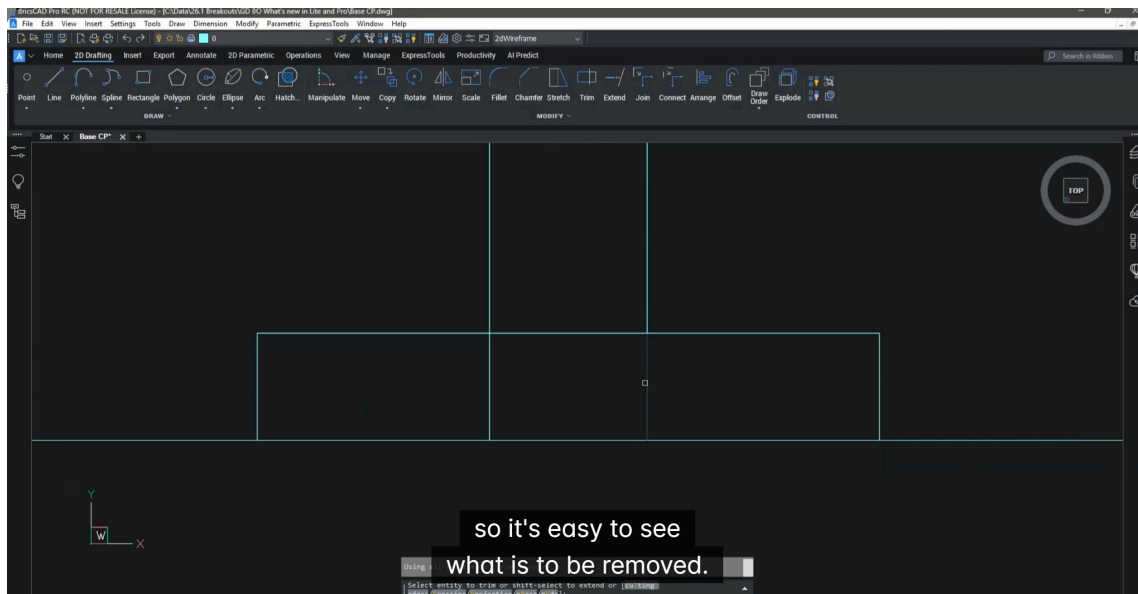 BricsCAD Pro RC (NOT FOR RESALE License) - [C:\Data\26.1 Breakouts\GD BO What's new in Lite and Pro\Base CP.dwg]
File Edit View Insert Settings Tools Draw Dimension Modify Parametric ExpressTools Window Help
0 2dWireframe
Home 2D Drafting Insert Export Annotate 2D Parametric Operations View Manage ExpressTools Productivity AI Predict Search in Ribbon
Point Line Polyline Spline Rectangle Polygon Circle Ellipse Arc Hatch... Manipulate Move Copy Rotate Mirror Scale Fillet Chamfer Stretch Trim Extend Join Connect Arrange Offset Draw Order Explode
DRAW MODIFY CONTROL
Start Base CP*
TOP
Y
W X
so it's easy to see
what is to be removed.
Using
Select entity to trim or shift-select to extend or [cutting